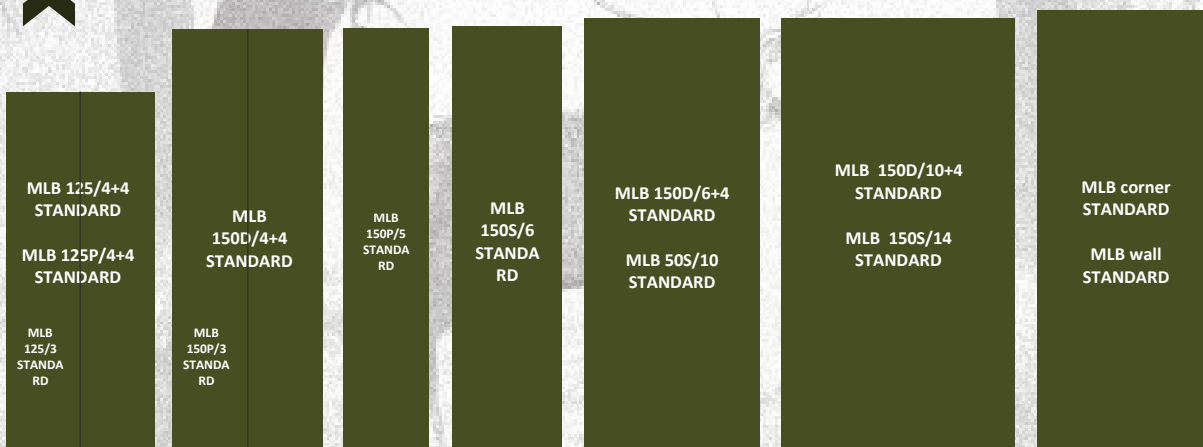 MLB 125/4+4
STANDARD
MLB 125P/4+4
STANDARD
MLB
125/3
STANDA
RD
MLB
150D/4+4
STANDARD
MLB
150P/3
STANDA
RD
MLB
150P/5
STANDA
RD
MLB
150S/6
STANDA
RD
MLB 150D/6+4
STANDARD
MLB 50S/10
STANDARD
MLB 150D/10+4
STANDARD
MLB 150S/14
STANDARD
MLB corner
STANDARD
MLB wall
STANDARD